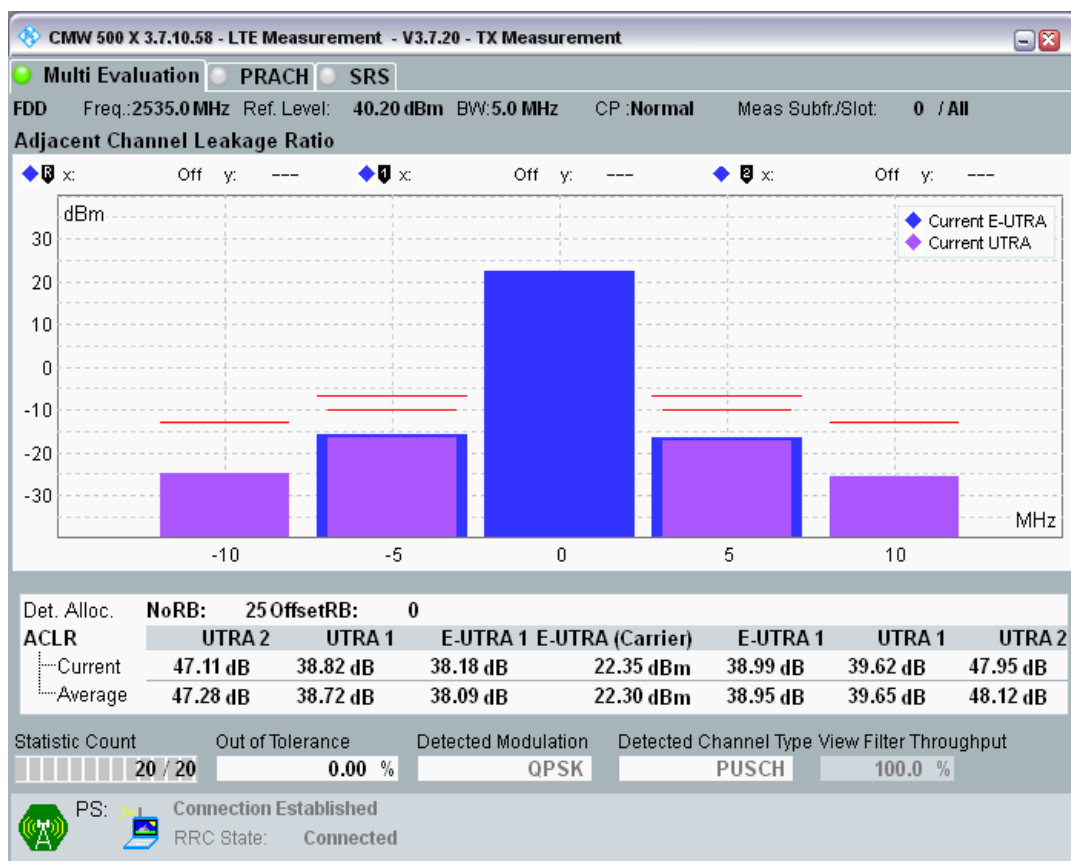 CMW 500 X 3.7.10.58 - LTE Measurement  - V3.7.20 - TX Measurement
Multi Evaluation PRACH SRS
FDD Freq.:2535.0 MHz Ref. Level: 40.20 dBm BW:5.0 MHz CP :Normal Meas Subfr./Slot: 0 / All
Adjacent Channel Leakage Ratio
R x: Off y: --- 1 x: Off y: --- 2 x: Off y: ---
dBm
Current E-UTRA
Current UTRA
30
20
10
0
-10
-20
-30
MHz
-10 -5 0 5 10
Det. Alloc. NoRB: 25 OffsetRB: 0
ACLR UTRA 2 UTRA 1 E-UTRA 1 E-UTRA (Carrier) E-UTRA 1 UTRA 1 UTRA 2
Current 47.11 dB 38.82 dB 38.18 dB 22.35 dBm 38.99 dB 39.62 dB 47.95 dB
Average 47.28 dB 38.72 dB 38.09 dB 22.30 dBm 38.95 dB 39.65 dB 48.12 dB
Statistic Count Out of Tolerance Detected Modulation Detected Channel Type View Filter Throughput
20 / 20 0.00 % QPSK PUSCH 100.0 %
PS: Connection Established
RRC State: Connected